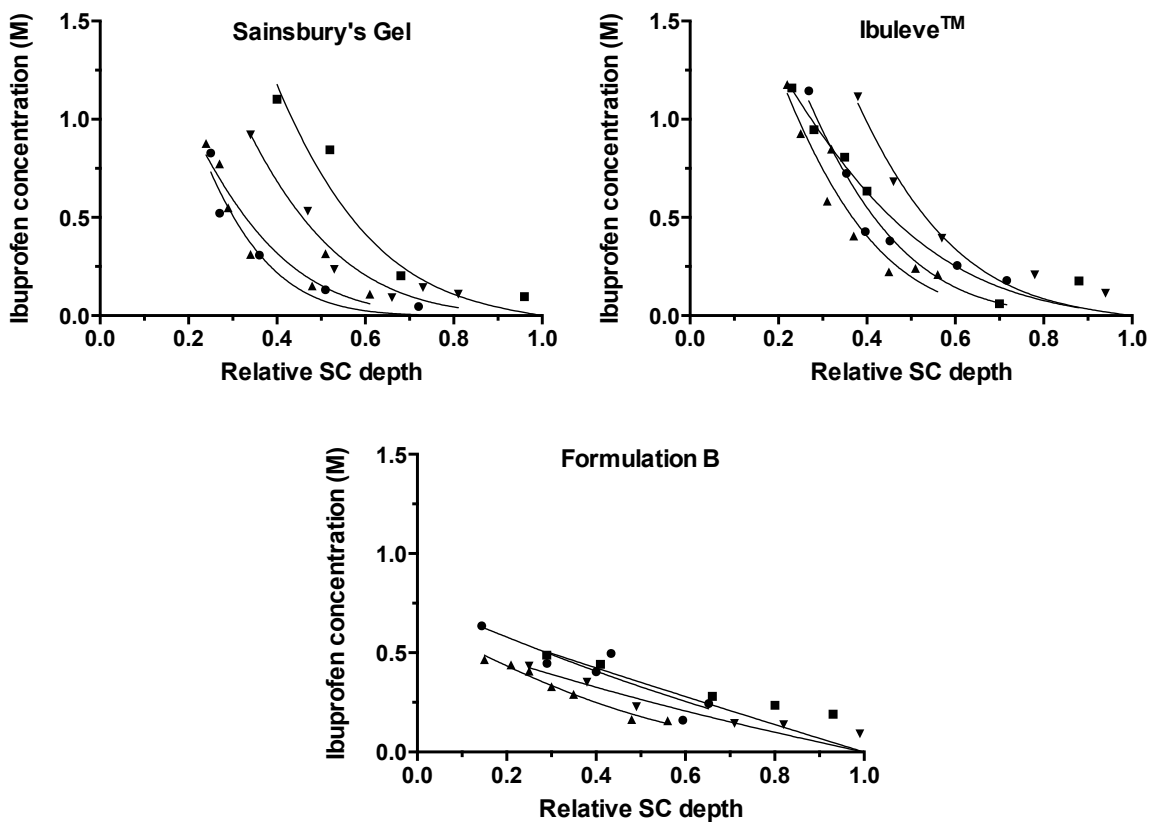 Sainsbury's Gel
Ibuprofen concentration (M)
1.5
1.0
0.5
0.0
0.0 0.2 0.4 0.6 0.8 1.0
Relative SC depth
Ibuleve™
Ibuprofen concentration (M)
1.5
1.0
0.5
0.0
0.0 0.2 0.4 0.6 0.8 1.0
Relative SC depth
Formulation B
Ibuprofen concentration (M)
1.5
1.0
0.5
0.0
0.0 0.2 0.4 0.6 0.8 1.0
Relative SC depth